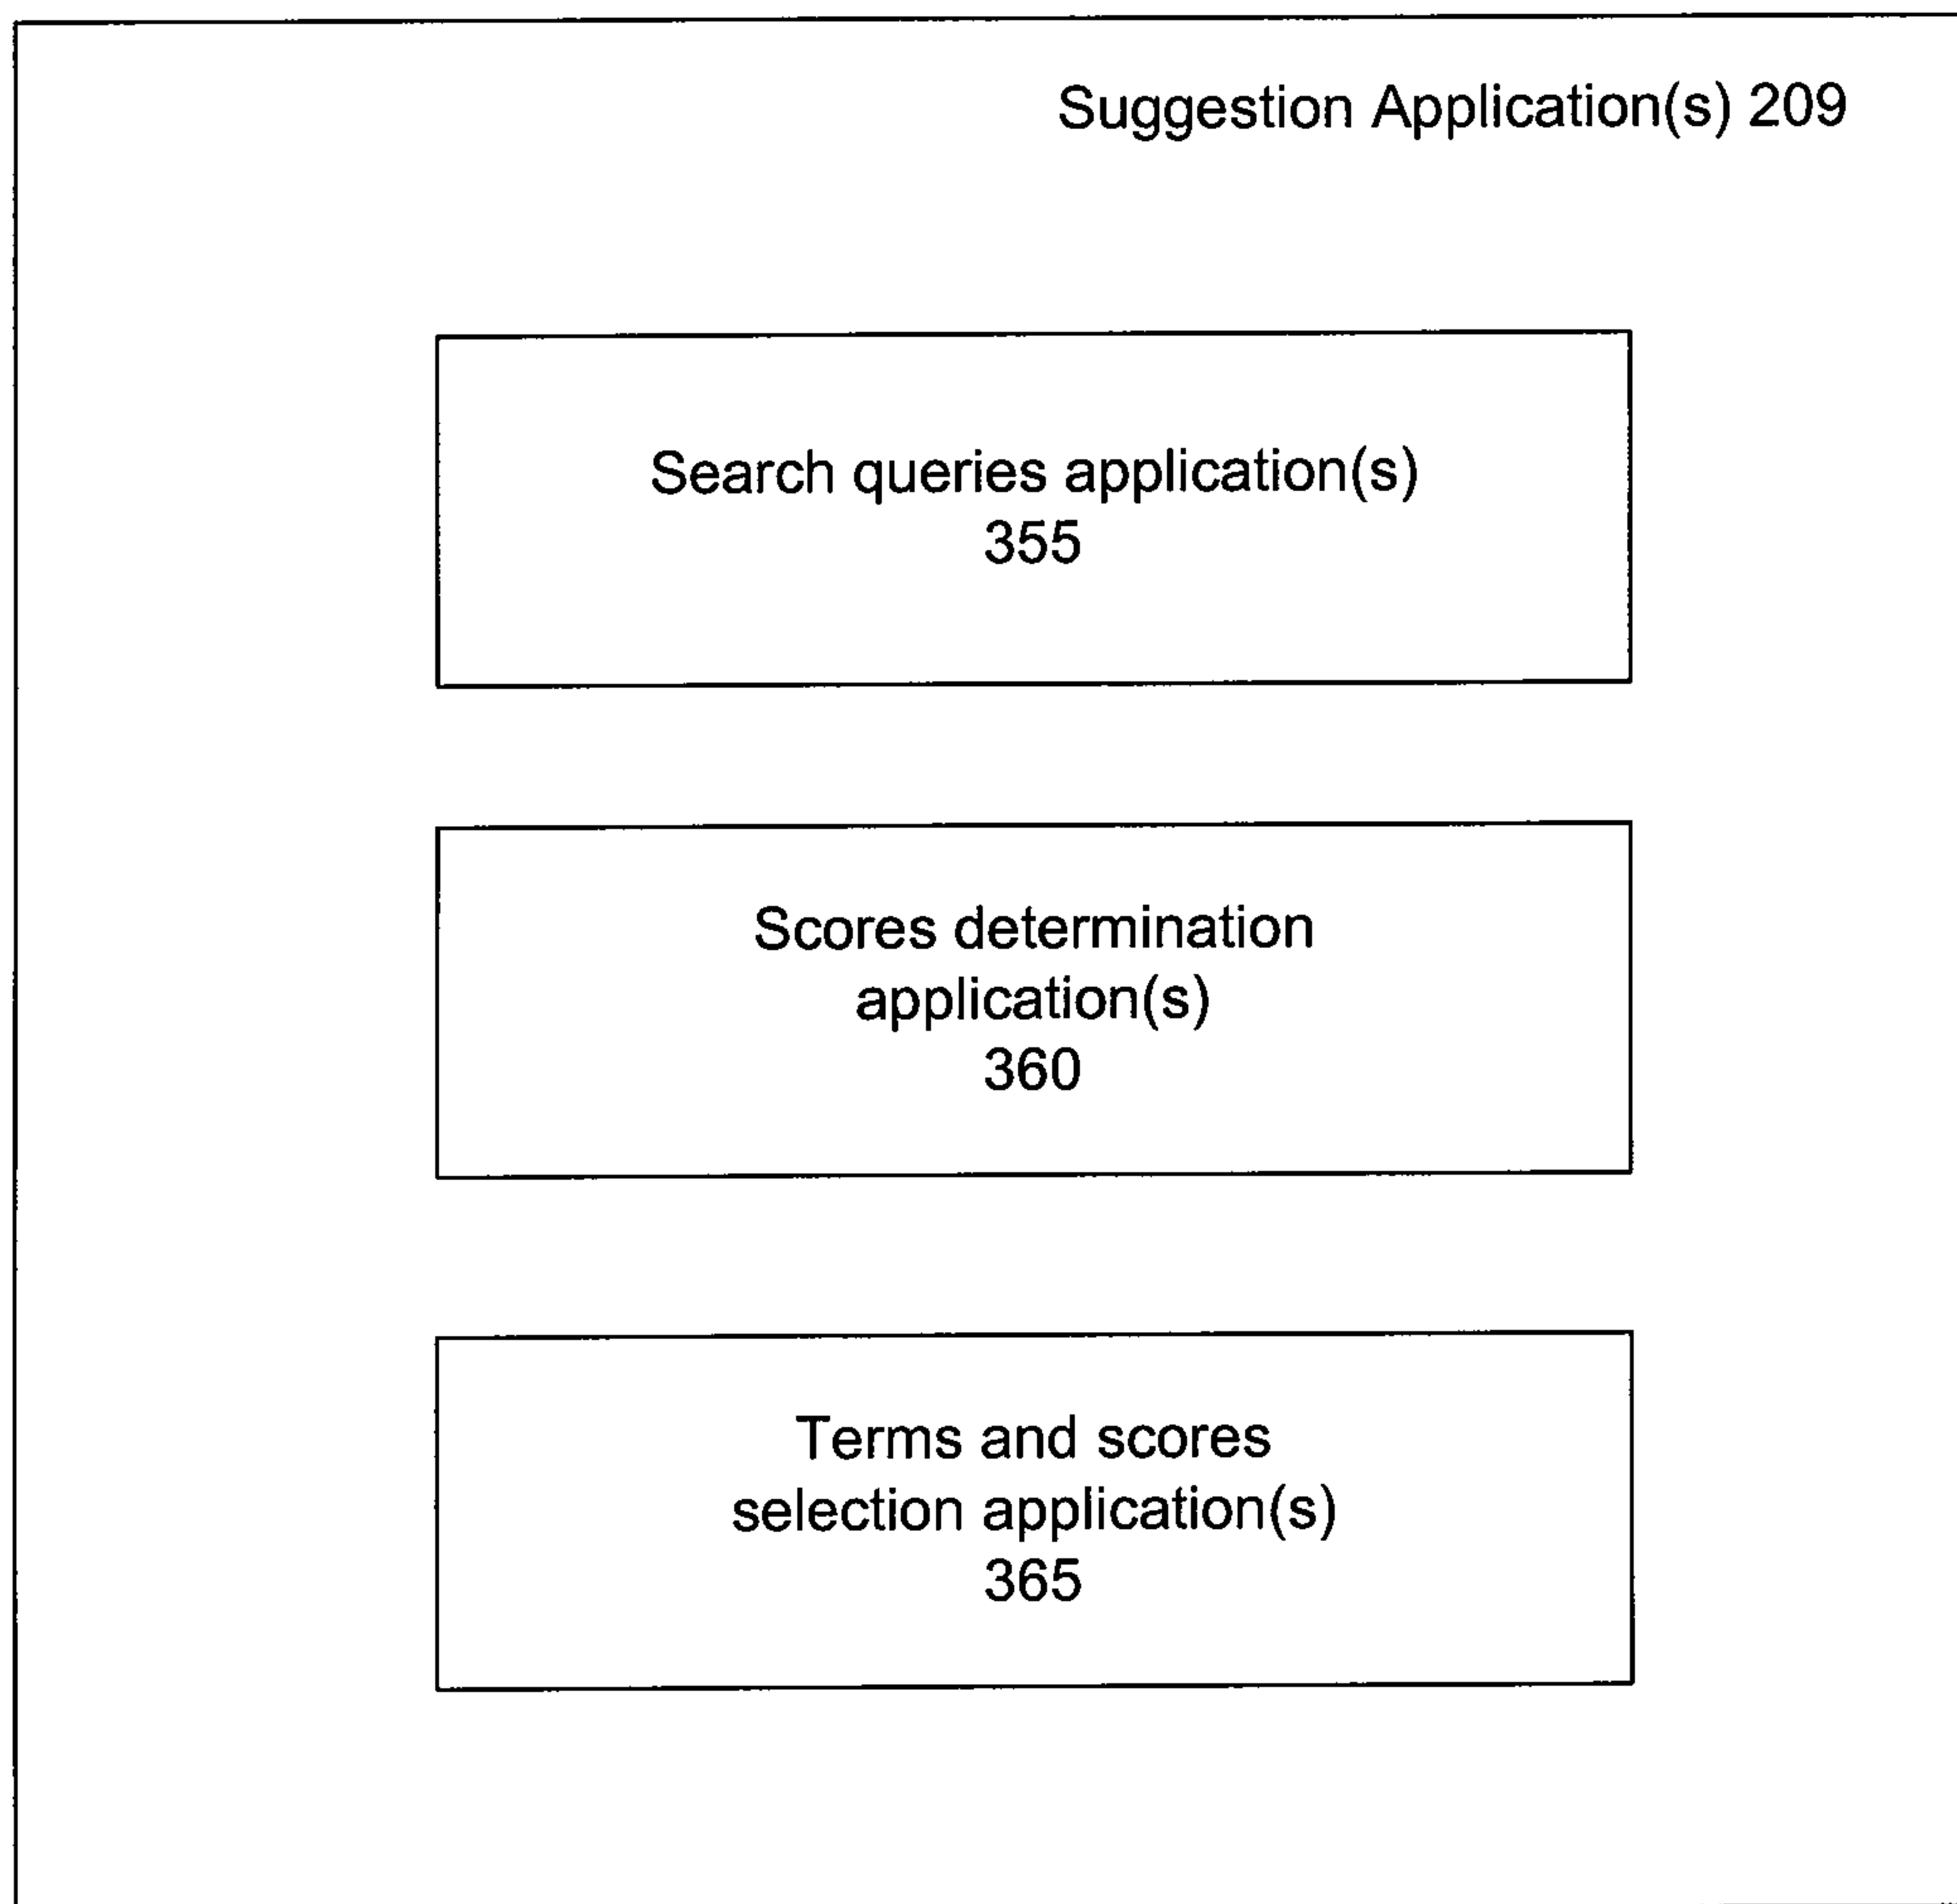 Suggestion Application(s) 209
Search queries application(s)
355
Scores determination
application(s)
360
Terms and scores
selection application(s)
365